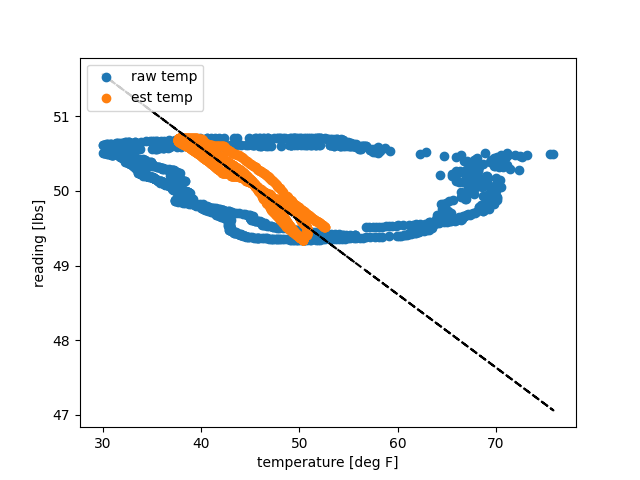 raw temp
est temp
51
50
49
48
47
reading [lbs]
30 40 50 60 70
temperature [deg F]